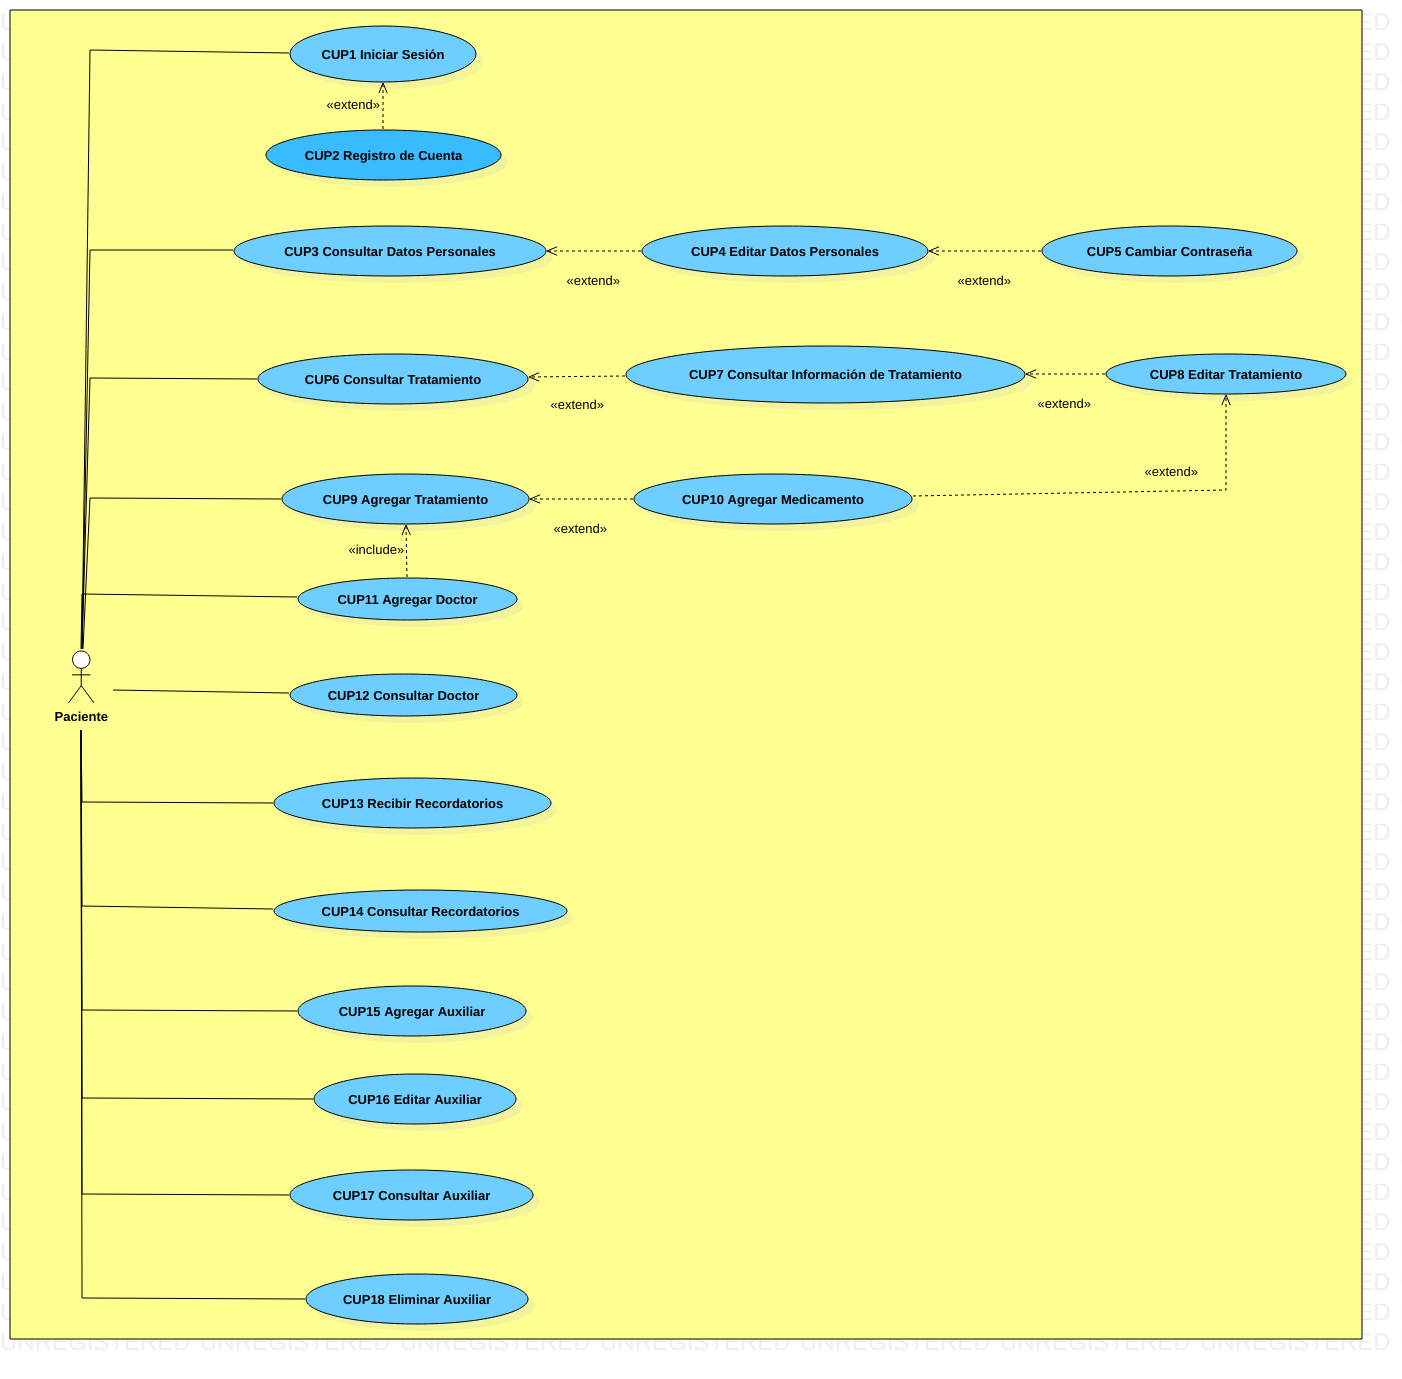 CUP1 Iniciar Sesión
«extend»
CUP2 Registro de Cuenta
CUP3 Consultar Datos Personales
«extend»
CUP4 Editar Datos Personales
«extend»
CUP5 Cambiar Contraseña
CUP6 Consultar Tratamiento
«extend»
CUP7 Consultar Información de Tratamiento
«extend»
CUP8 Editar Tratamiento
«extend»
CUP9 Agregar Tratamiento
«extend»
CUP10 Agregar Medicamento
«include»
CUP11 Agregar Doctor
CUP12 Consultar Doctor
Paciente
CUP13 Recibir Recordatorios
CUP14 Consultar Recordatorios
CUP15 Agregar Auxiliar
CUP16 Editar Auxiliar
CUP17 Consultar Auxiliar
CUP18 Eliminar Auxiliar
UNREGISTERED UNREGISTERED UNREGISTERED UNREGISTERED UNREGISTERED UNREGISTERED UNREGISTERED